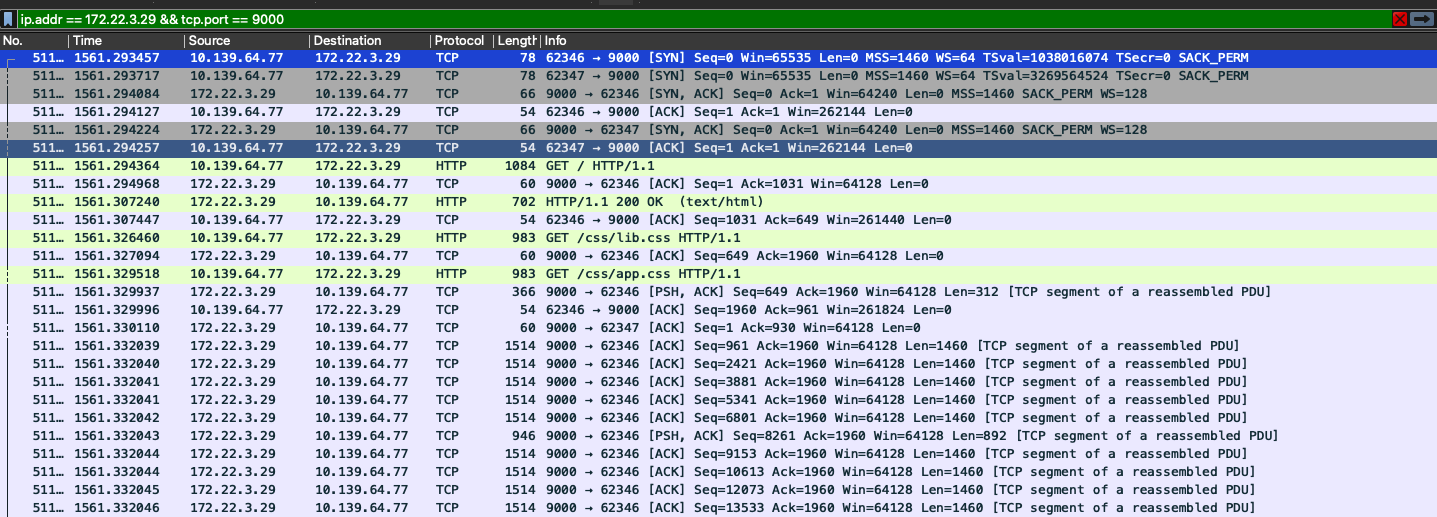 ip.addr == 172.22.3.29 && tcp.port == 9000
No. Time Source Destination Protocol Length Info
511… 1561.293457 10.139.64.77 172.22.3.29 TCP 78 62346 → 9000 [SYN] Seq=0 Win=65535 Len=0 MSS=1460 WS=64 TSval=1038016074 TSecr=0 SACK_PERM
511… 1561.293717 10.139.64.77 172.22.3.29 TCP 78 62347 → 9000 [SYN] Seq=0 Win=65535 Len=0 MSS=1460 WS=64 TSval=3269564524 TSecr=0 SACK_PERM
511… 1561.294084 172.22.3.29 10.139.64.77 TCP 66 9000 → 62346 [SYN, ACK] Seq=0 Ack=1 Win=64240 Len=0 MSS=1460 SACK_PERM WS=128
511… 1561.294127 10.139.64.77 172.22.3.29 TCP 54 62346 → 9000 [ACK] Seq=1 Ack=1 Win=262144 Len=0
511… 1561.294224 172.22.3.29 10.139.64.77 TCP 66 9000 → 62347 [SYN, ACK] Seq=0 Ack=1 Win=64240 Len=0 MSS=1460 SACK_PERM WS=128
511… 1561.294257 10.139.64.77 172.22.3.29 TCP 54 62347 → 9000 [ACK] Seq=1 Ack=1 Win=262144 Len=0
511… 1561.294364 10.139.64.77 172.22.3.29 HTTP 1084 GET / HTTP/1.1
511… 1561.294968 172.22.3.29 10.139.64.77 TCP 60 9000 → 62346 [ACK] Seq=1 Ack=1031 Win=64128 Len=0
511… 1561.307240 172.22.3.29 10.139.64.77 HTTP 702 HTTP/1.1 200 OK (text/html)
511… 1561.307447 10.139.64.77 172.22.3.29 TCP 54 62346 → 9000 [ACK] Seq=1031 Ack=649 Win=261440 Len=0
511… 1561.326460 10.139.64.77 172.22.3.29 HTTP 983 GET /css/lib.css HTTP/1.1
511… 1561.327094 172.22.3.29 10.139.64.77 TCP 60 9000 → 62346 [ACK] Seq=649 Ack=1960 Win=64128 Len=0
511… 1561.329518 10.139.64.77 172.22.3.29 HTTP 983 GET /css/app.css HTTP/1.1
511… 1561.329937 172.22.3.29 10.139.64.77 TCP 366 9000 → 62346 [PSH, ACK] Seq=649 Ack=1960 Win=64128 Len=312 [TCP segment of a reassembled PDU]
511… 1561.329996 10.139.64.77 172.22.3.29 TCP 54 62346 → 9000 [ACK] Seq=1960 Ack=961 Win=261824 Len=0
511… 1561.330110 172.22.3.29 10.139.64.77 TCP 60 9000 → 62347 [ACK] Seq=1 Ack=930 Win=64128 Len=0
511… 1561.332039 172.22.3.29 10.139.64.77 TCP 1514 9000 → 62346 [ACK] Seq=961 Ack=1960 Win=64128 Len=1460 [TCP segment of a reassembled PDU]
511… 1561.332040 172.22.3.29 10.139.64.77 TCP 1514 9000 → 62346 [ACK] Seq=2421 Ack=1960 Win=64128 Len=1460 [TCP segment of a reassembled PDU]
511… 1561.332041 172.22.3.29 10.139.64.77 TCP 1514 9000 → 62346 [ACK] Seq=3881 Ack=1960 Win=64128 Len=1460 [TCP segment of a reassembled PDU]
511… 1561.332041 172.22.3.29 10.139.64.77 TCP 1514 9000 → 62346 [ACK] Seq=5341 Ack=1960 Win=64128 Len=1460 [TCP segment of a reassembled PDU]
511… 1561.332042 172.22.3.29 10.139.64.77 TCP 1514 9000 → 62346 [ACK] Seq=6801 Ack=1960 Win=64128 Len=1460 [TCP segment of a reassembled PDU]
511… 1561.332043 172.22.3.29 10.139.64.77 TCP 946 9000 → 62346 [PSH, ACK] Seq=8261 Ack=1960 Win=64128 Len=892 [TCP segment of a reassembled PDU]
511… 1561.332044 172.22.3.29 10.139.64.77 TCP 1514 9000 → 62346 [ACK] Seq=9153 Ack=1960 Win=64128 Len=1460 [TCP segment of a reassembled PDU]
511… 1561.332044 172.22.3.29 10.139.64.77 TCP 1514 9000 → 62346 [ACK] Seq=10613 Ack=1960 Win=64128 Len=1460 [TCP segment of a reassembled PDU]
511… 1561.332045 172.22.3.29 10.139.64.77 TCP 1514 9000 → 62346 [ACK] Seq=12073 Ack=1960 Win=64128 Len=1460 [TCP segment of a reassembled PDU]
511… 1561.332046 172.22.3.29 10.139.64.77 TCP 1514 9000 → 62346 [ACK] Seq=13533 Ack=1960 Win=64128 Len=1460 [TCP segment of a reassembled PDU]